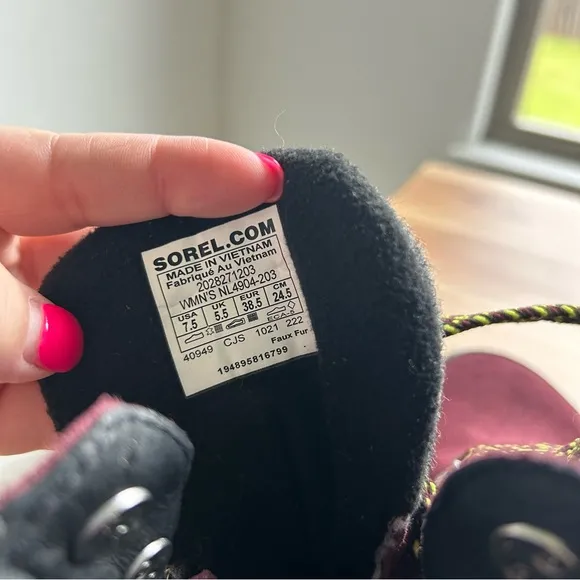 SOREL.COM
MADE IN VIETNAM
Fabriqué Au Vietnam
2028271203
WMN'S NL4904-203
USA UK EUR CM
7.5 5.5 38.5 24.5
ECA-S
40949 CJS 1021 222
Faux Fur
194895816799